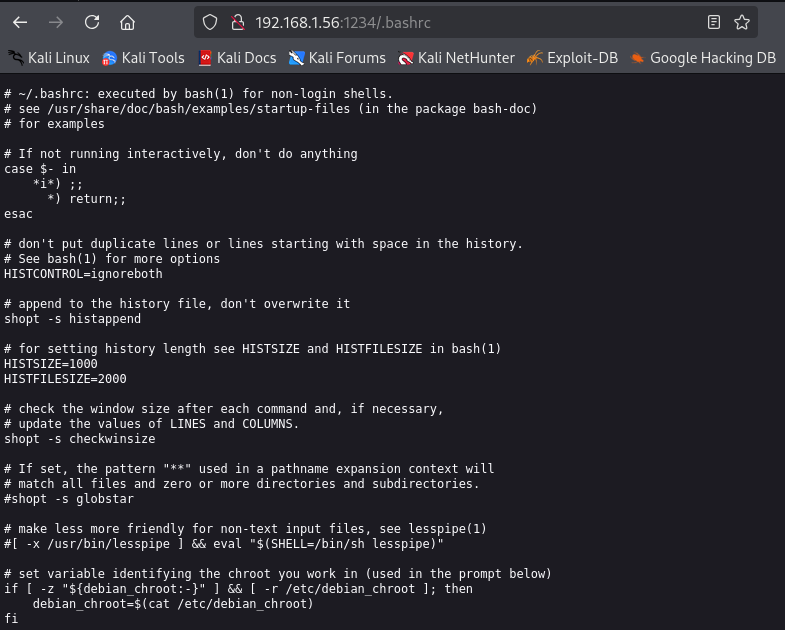 192.168.1.56:1234/.bashrc
Kali Linux Kali Tools Kali Docs Kali Forums Kali NetHunter Exploit-DB Google Hacking DB
# ~/.bashrc: executed by bash(1) for non-login shells.
# see /usr/share/doc/bash/examples/startup-files (in the package bash-doc)
# for examples
# If not running interactively, don't do anything
case $- in
    *i*) ;;
      *) return;;
esac
# don't put duplicate lines or lines starting with space in the history.
# See bash(1) for more options
HISTCONTROL=ignoreboth
# append to the history file, don't overwrite it
shopt -s histappend
# for setting history length see HISTSIZE and HISTFILESIZE in bash(1)
HISTSIZE=1000
HISTFILESIZE=2000
# check the window size after each command and, if necessary,
# update the values of LINES and COLUMNS.
shopt -s checkwinsize
# If set, the pattern "**" used in a pathname expansion context will
# match all files and zero or more directories and subdirectories.
#shopt -s globstar
# make less more friendly for non-text input files, see lesspipe(1)
#[ -x /usr/bin/lesspipe ] && eval "$(SHELL=/bin/sh lesspipe)"
# set variable identifying the chroot you work in (used in the prompt below)
if [ -z "${debian_chroot:-}" ] && [ -r /etc/debian_chroot ]; then
    debian_chroot=$(cat /etc/debian_chroot)
fi